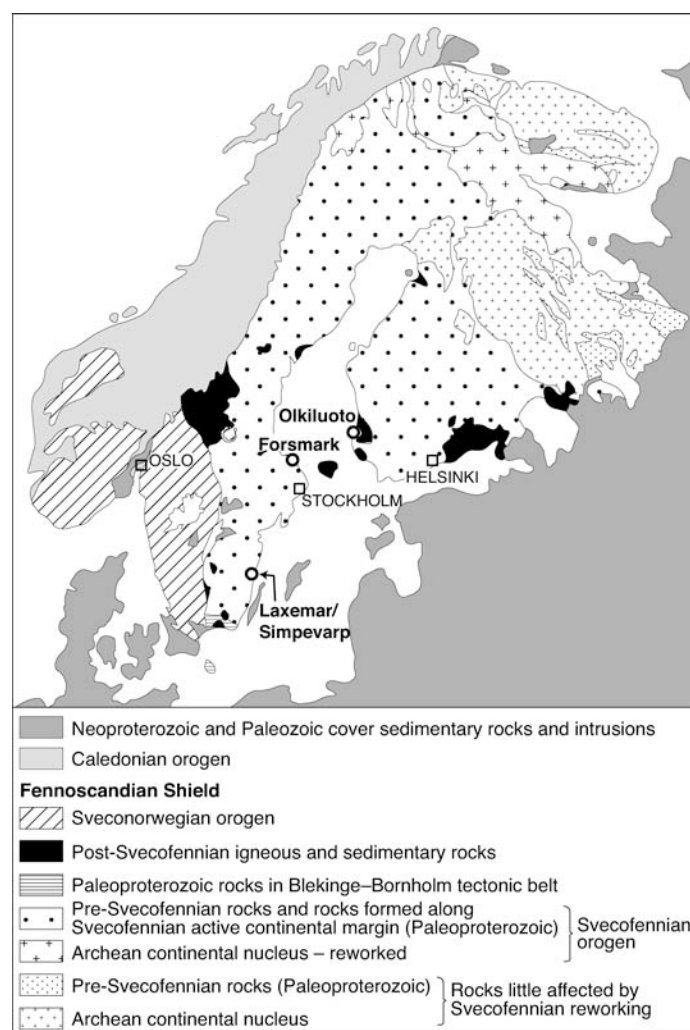 Olkiluoto
Forsmark
OSLO
HELSINKI
STOCKHOLM
Laxemar/
Simpevarp
Neoproterozoic and Paleozoic cover sedimentary rocks and intrusions
Caledonian orogen
Fennoscandian Shield
Sveconorwegian orogen
Post-Svecofennian igneous and sedimentary rocks
Paleoproterozoic rocks in Blekinge–Bornholm tectonic belt
Pre-Svecofennian rocks and rocks formed along
Svecofennian active continental margin (Paleoproterozoic)
Svecofennian
orogen
Archean continental nucleus – reworked
Pre-Svecofennian rocks (Paleoproterozoic)
Rocks little affected by
Svecofennian reworking
Archean continental nucleus